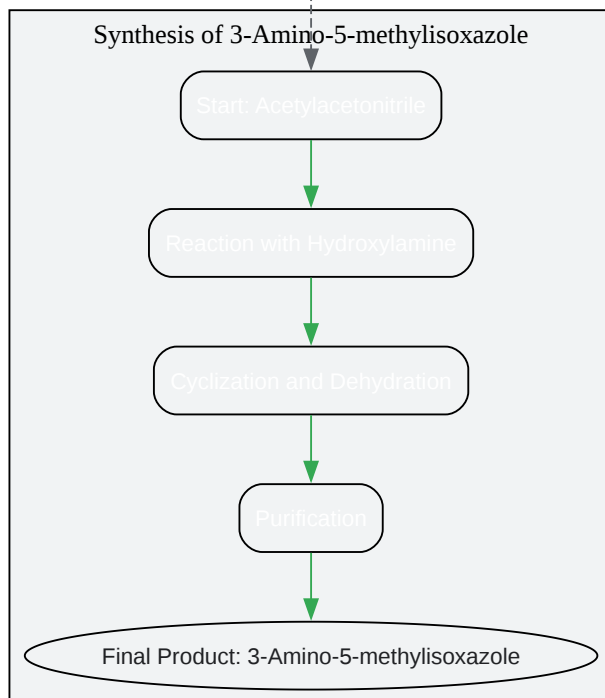 Synthesis of 3-Amino-5-methylisoxazole
Start: Acetylacetonitrile
Reaction with Hydroxylamine
Cyclization and Dehydration
Purification
Final Product: 3-Amino-5-methylisoxazole